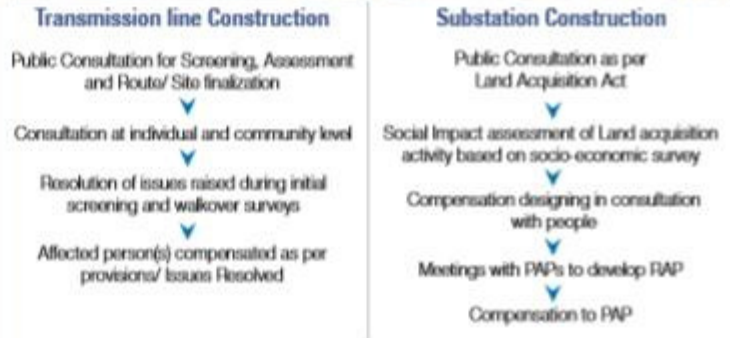 Transmission line Construction
Public Consultation for Screening, Assessment
and Route/ Site finalization
Consultation at individual and community level
Resolution of issues raised during initial
screening and walkover surveys
Affected person(s) compensated as per
provisions/ Issues Resolved
Substation Construction
Public Consultation as per
Land Acquisition Act
Social Impact assessment of Land acquisition
activity based on socio-economic survey
Compensation designing in consultation
with people
Meetings with PAPs to develop RAP
Compensation to PAP